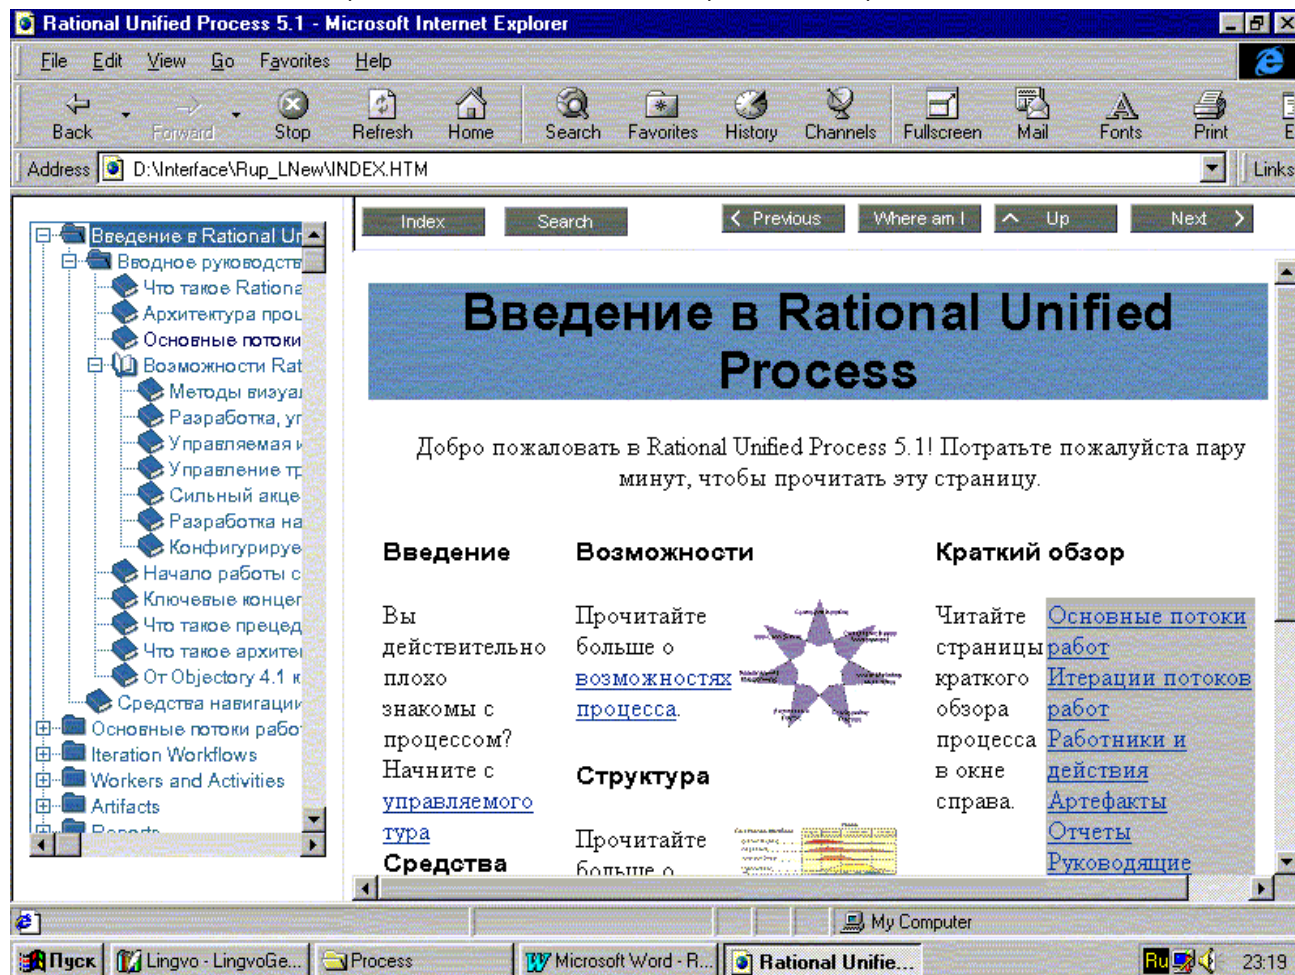 Rational Unified Process 5.1 - Microsoft Internet Explorer
File Edit View Go Favorites Help
Back Forward Stop Refresh Home Search Favorites History Channels Fullscreen Mail Fonts Print E
Address D:\Interface\Rup_LNew\INDEX.HTM Links
Index Search Previous Where am I Up Next
Введение в Rational Un
Вводное руководств
Что такое Rationa
Архитектура проц
Основные потоки
Возможности Rat
Методы визуал
Разработка, уп
Управляемая и
Управление тр
Сильный акце
Разработка на
Конфигурируе
Начало работы с
Ключевые концеп
Что такое прецед
Что такое архитек
От Objectory 4.1 к
Средства навигации
Основные потоки рабо
Iteration Workflows
Workers and Activities
Artifacts
Reports
Введение в Rational Unified
Process
Добро пожаловать в Rational Unified Process 5.1! Потратьте пожалуйста пару
минут, чтобы прочитать эту страницу.
Введение
Вы
действительно
плохо
знакомы с
процессом?
Начните с
управляемого
тура
Средства
Возможности
Прочитайте
больше о
возможностях
процесса.
Структура
Прочитайте
больше о
Краткий обзор
Читайте
страницы
краткого
обзора
процесса
в окне
справа.
Основные потоки
работ
Итерации потоков
работ
Работники и
действия
Артефакты
Отчеты
Руководящие
My Computer
Пуск Lingvo - LingvoGe... Process Microsoft Word - R... Rational Unifie... Ru 23:19